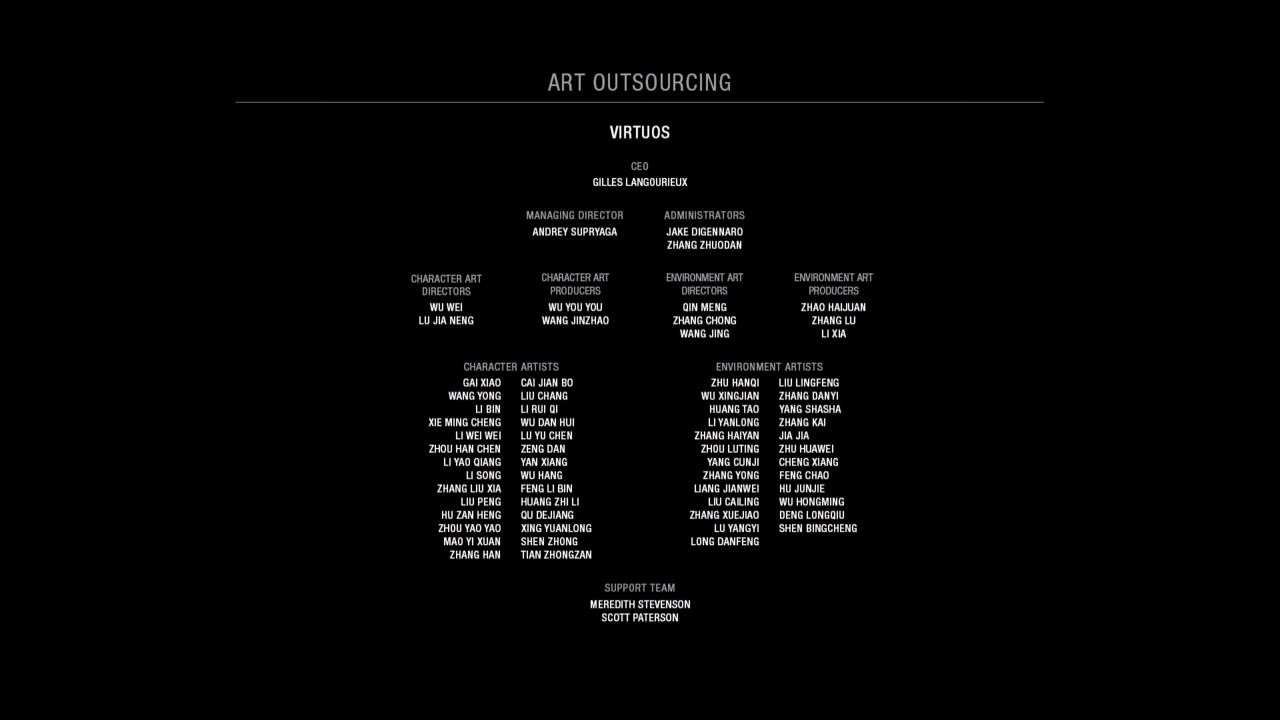 ART OUTSOURCING
VIRTUOS
CEO
GILLES LANGOURIEUX
MANAGING DIRECTOR
ANDREY SUPRYAGA
ADMINISTRATORS
JAKE DIGENNARO
ZHANG ZHUODAN
CHARACTER ART
DIRECTORS
WU WEI
LU JIA NENG
CHARACTER ART
PRODUCERS
WU YOU YOU
WANG JINZHAO
ENVIRONMENT ART
DIRECTORS
QIN MENG
ZHANG CHONG
WANG JING
ENVIRONMENT ART
PRODUCERS
ZHAO HAIJUAN
ZHANG LU
LI XIA
CHARACTER ARTISTS
GAI XIAO CAI JIAN BO
WANG YONG LIU CHANG
LI BIN LI RUI QI
XIE MING CHENG WU DAN HUI
LI WEI WEI LU YU CHEN
ZHOU HAN CHEN ZENG DAN
LI YAO QIANG YAN XIANG
LI SONG WU HANG
ZHANG LIU XIA FENG LI BIN
LIU PENG HUANG ZHI LI
HU ZAN HENG QU DEJIANG
ZHOU YAO YAO XING YUANLONG
MAO YI XUAN SHEN ZHONG
ZHANG HAN TIAN ZHONGZAN
ENVIRONMENT ARTISTS
ZHU HANQI LIU LINGFENG
WU XINGJIAN ZHANG DANYI
HUANG TAO YANG SHASHA
LI YANLONG ZHANG KAI
ZHANG HAIYAN JIA JIA
ZHOU LUTING ZHU HUAWEI
YANG CUNJI CHENG XIANG
ZHANG YONG FENG CHAO
LIANG JIANWEI HU JUNJIE
LIU CAILING WU HONGMING
ZHANG XUEJIAO DENG LONGQIU
LU YANGYI SHEN BINGCHENG
LONG DANFENG
SUPPORT TEAM
MEREDITH STEVENSON
SCOTT PATERSON